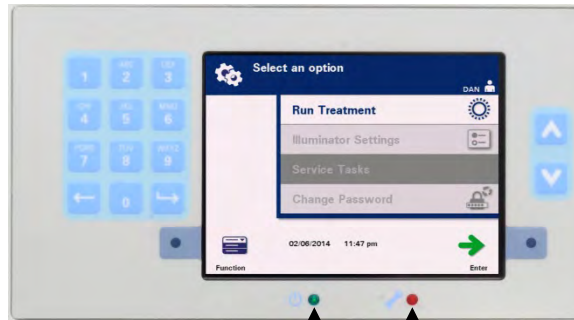 Select an option
DAN
Run Treatment
Illuminator Settings
Service Tasks
Change Password
02/06/2014 11:47 pm
Function
Enter
1
ABC
2
3
4
5
6
7
8
9
0